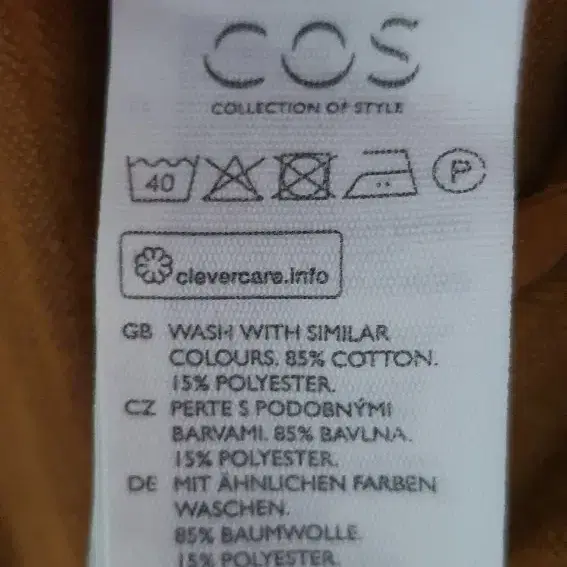 COS
COLLECTION OF STYLE
40 P
clevercare.info
GB WASH WITH SIMILAR
COLOURS. 85% COTTON.
15% POLYESTER.
CZ PERTE S PODOBNÝMI
BARVAMI. 85% BAVLNA.
15% POLYESTER.
DE MIT ÄHNLICHEN FARBEN
WASCHEN.
85% BAUMWOLLE.
15% POLYESTER.